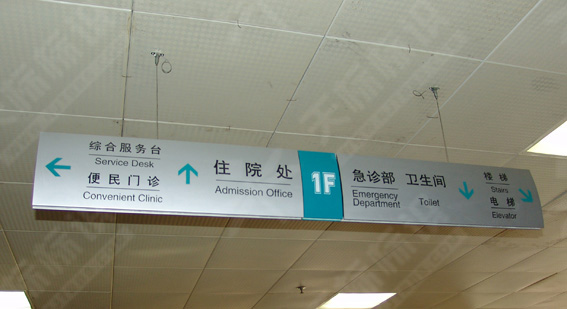 综合服务台
Service Desk
便民门诊
Convenient Clinic
住院处
Admission Office
1F
急诊部 卫生间
Emergency
Department Toilet
楼梯
Stairs
电梯
Elevator